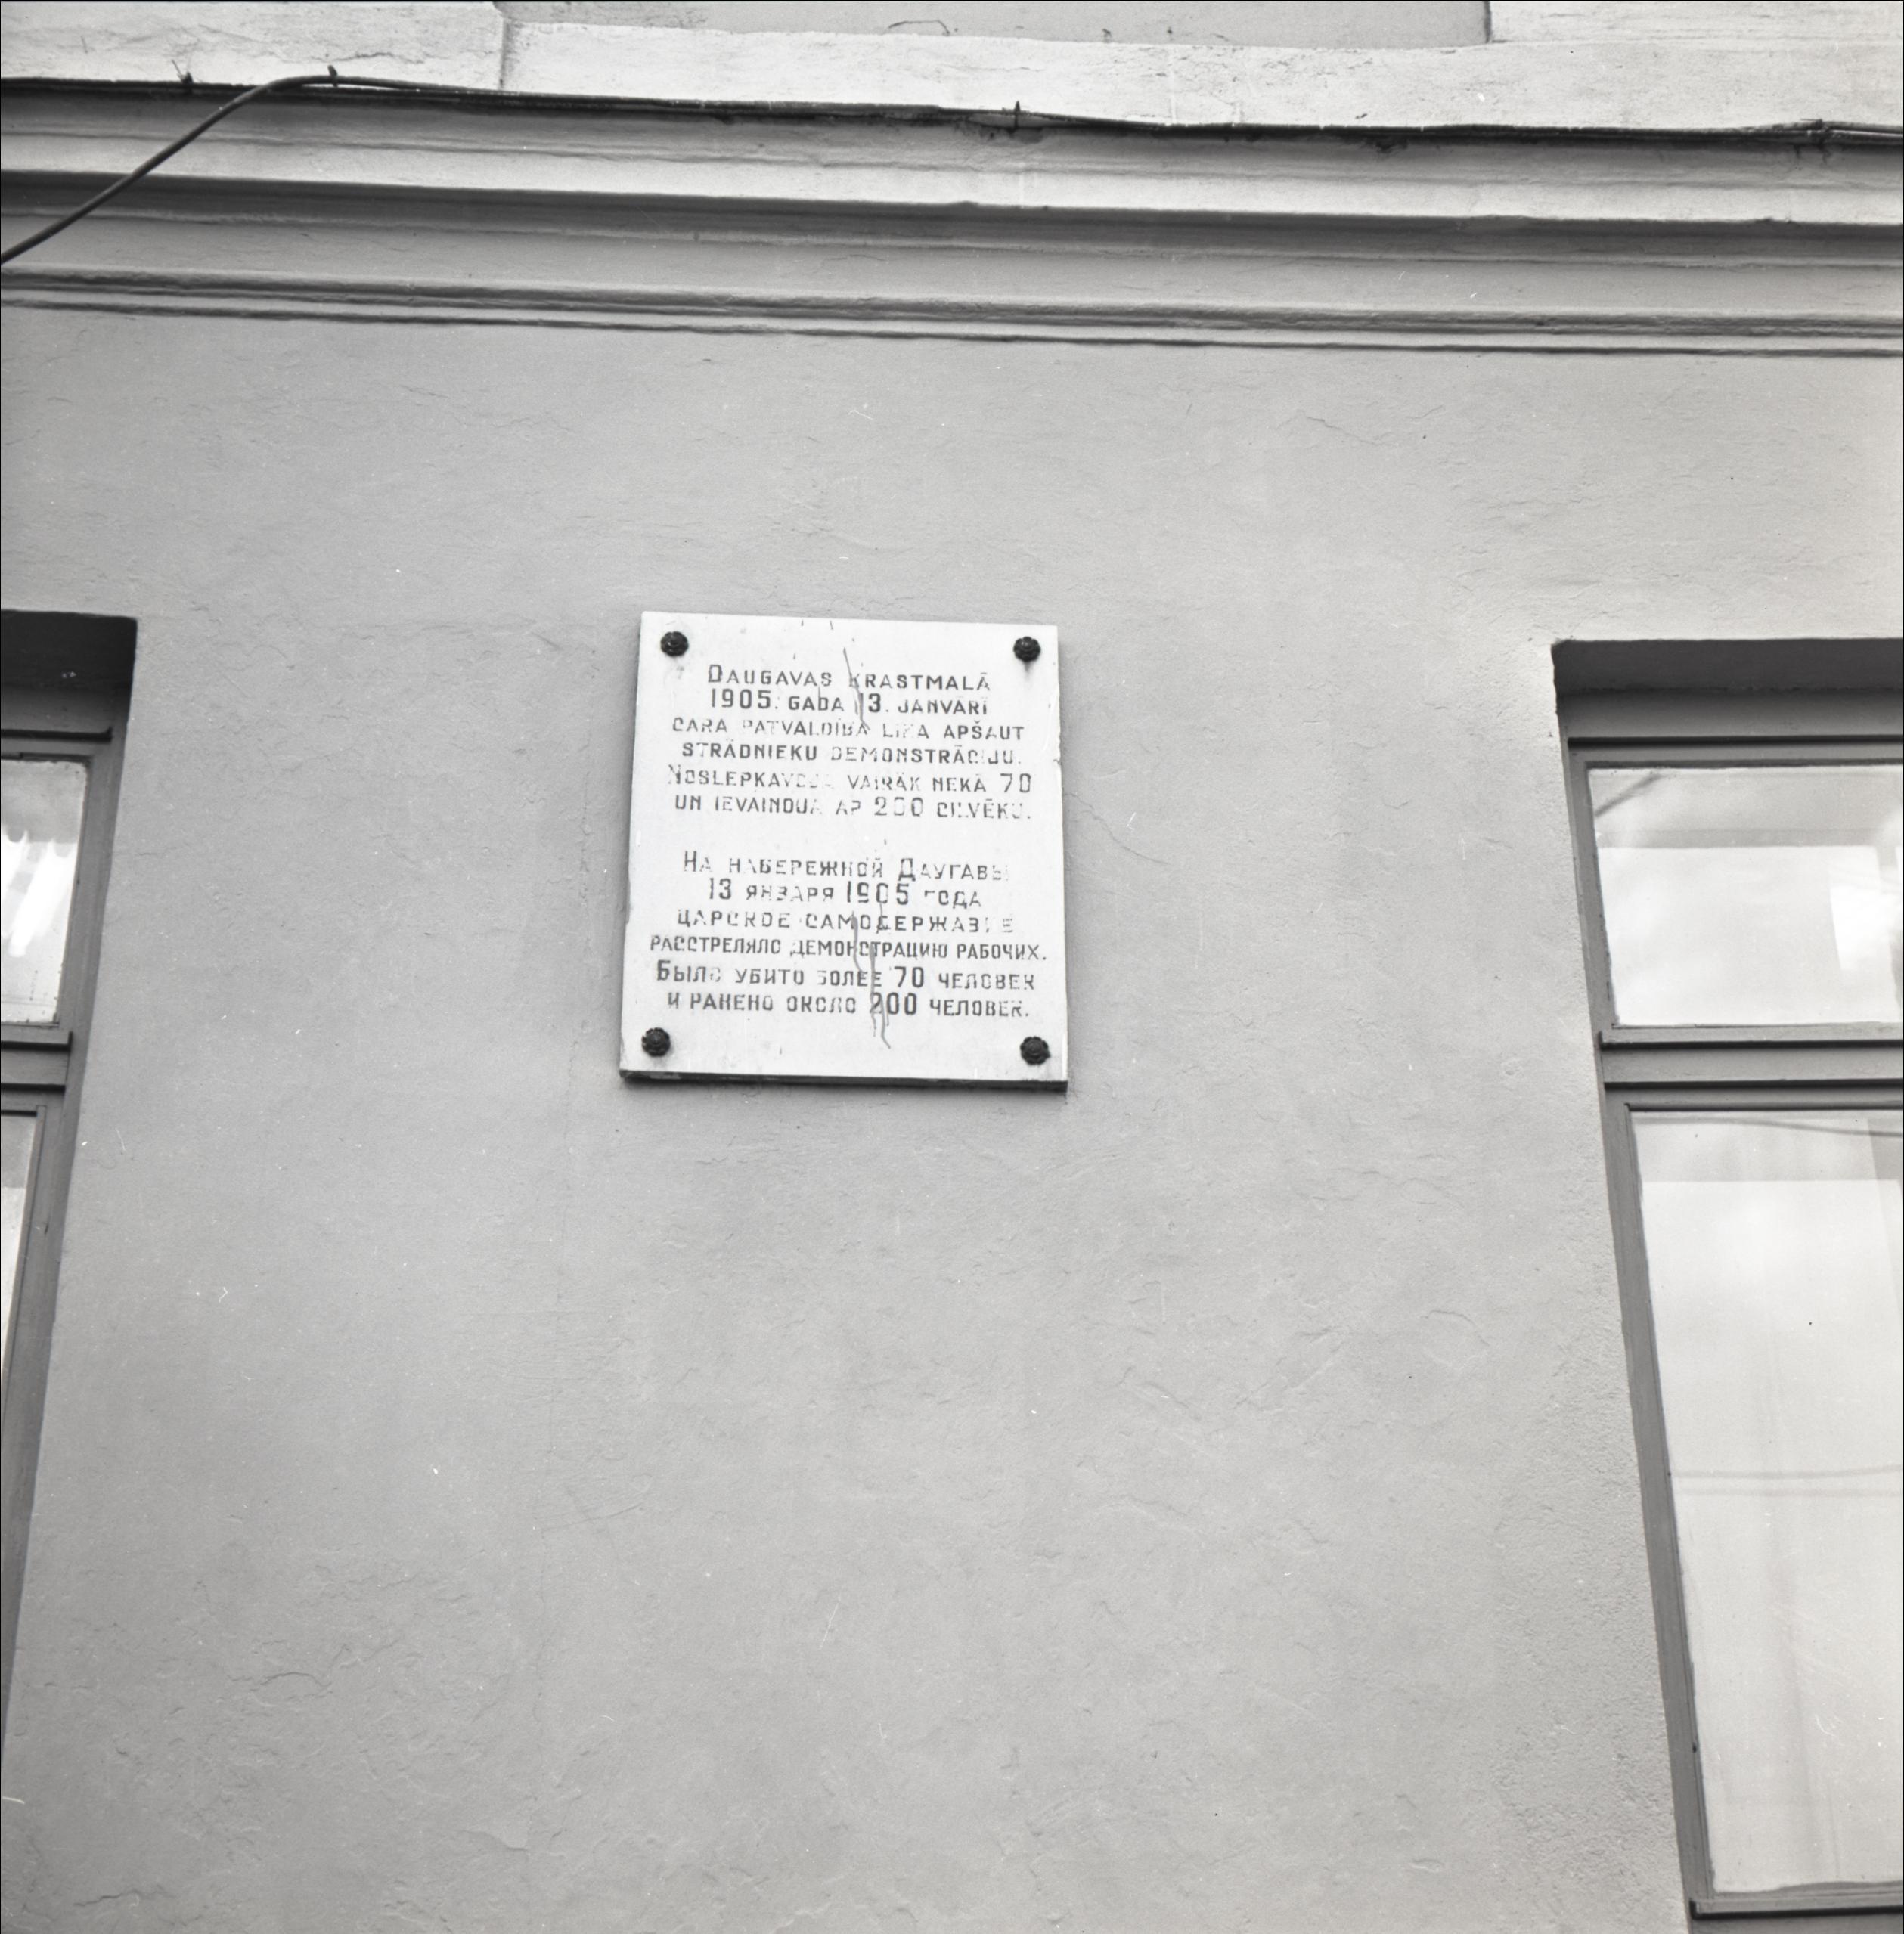 Daugavas krastmalā
1905. gada 13. janvārī
cara patvaldība lika apšaut
strādnieku demonstrāciju.
Noslepkavoja vairāk nekā 70
un ievainoja ap 200 cilvēku.
На набережной Даугавы
13 января 1905 года
царское самодержавие
расстреляло демонстрацию рабочих.
Было убито более 70 человек
и ранено около 200 человек.